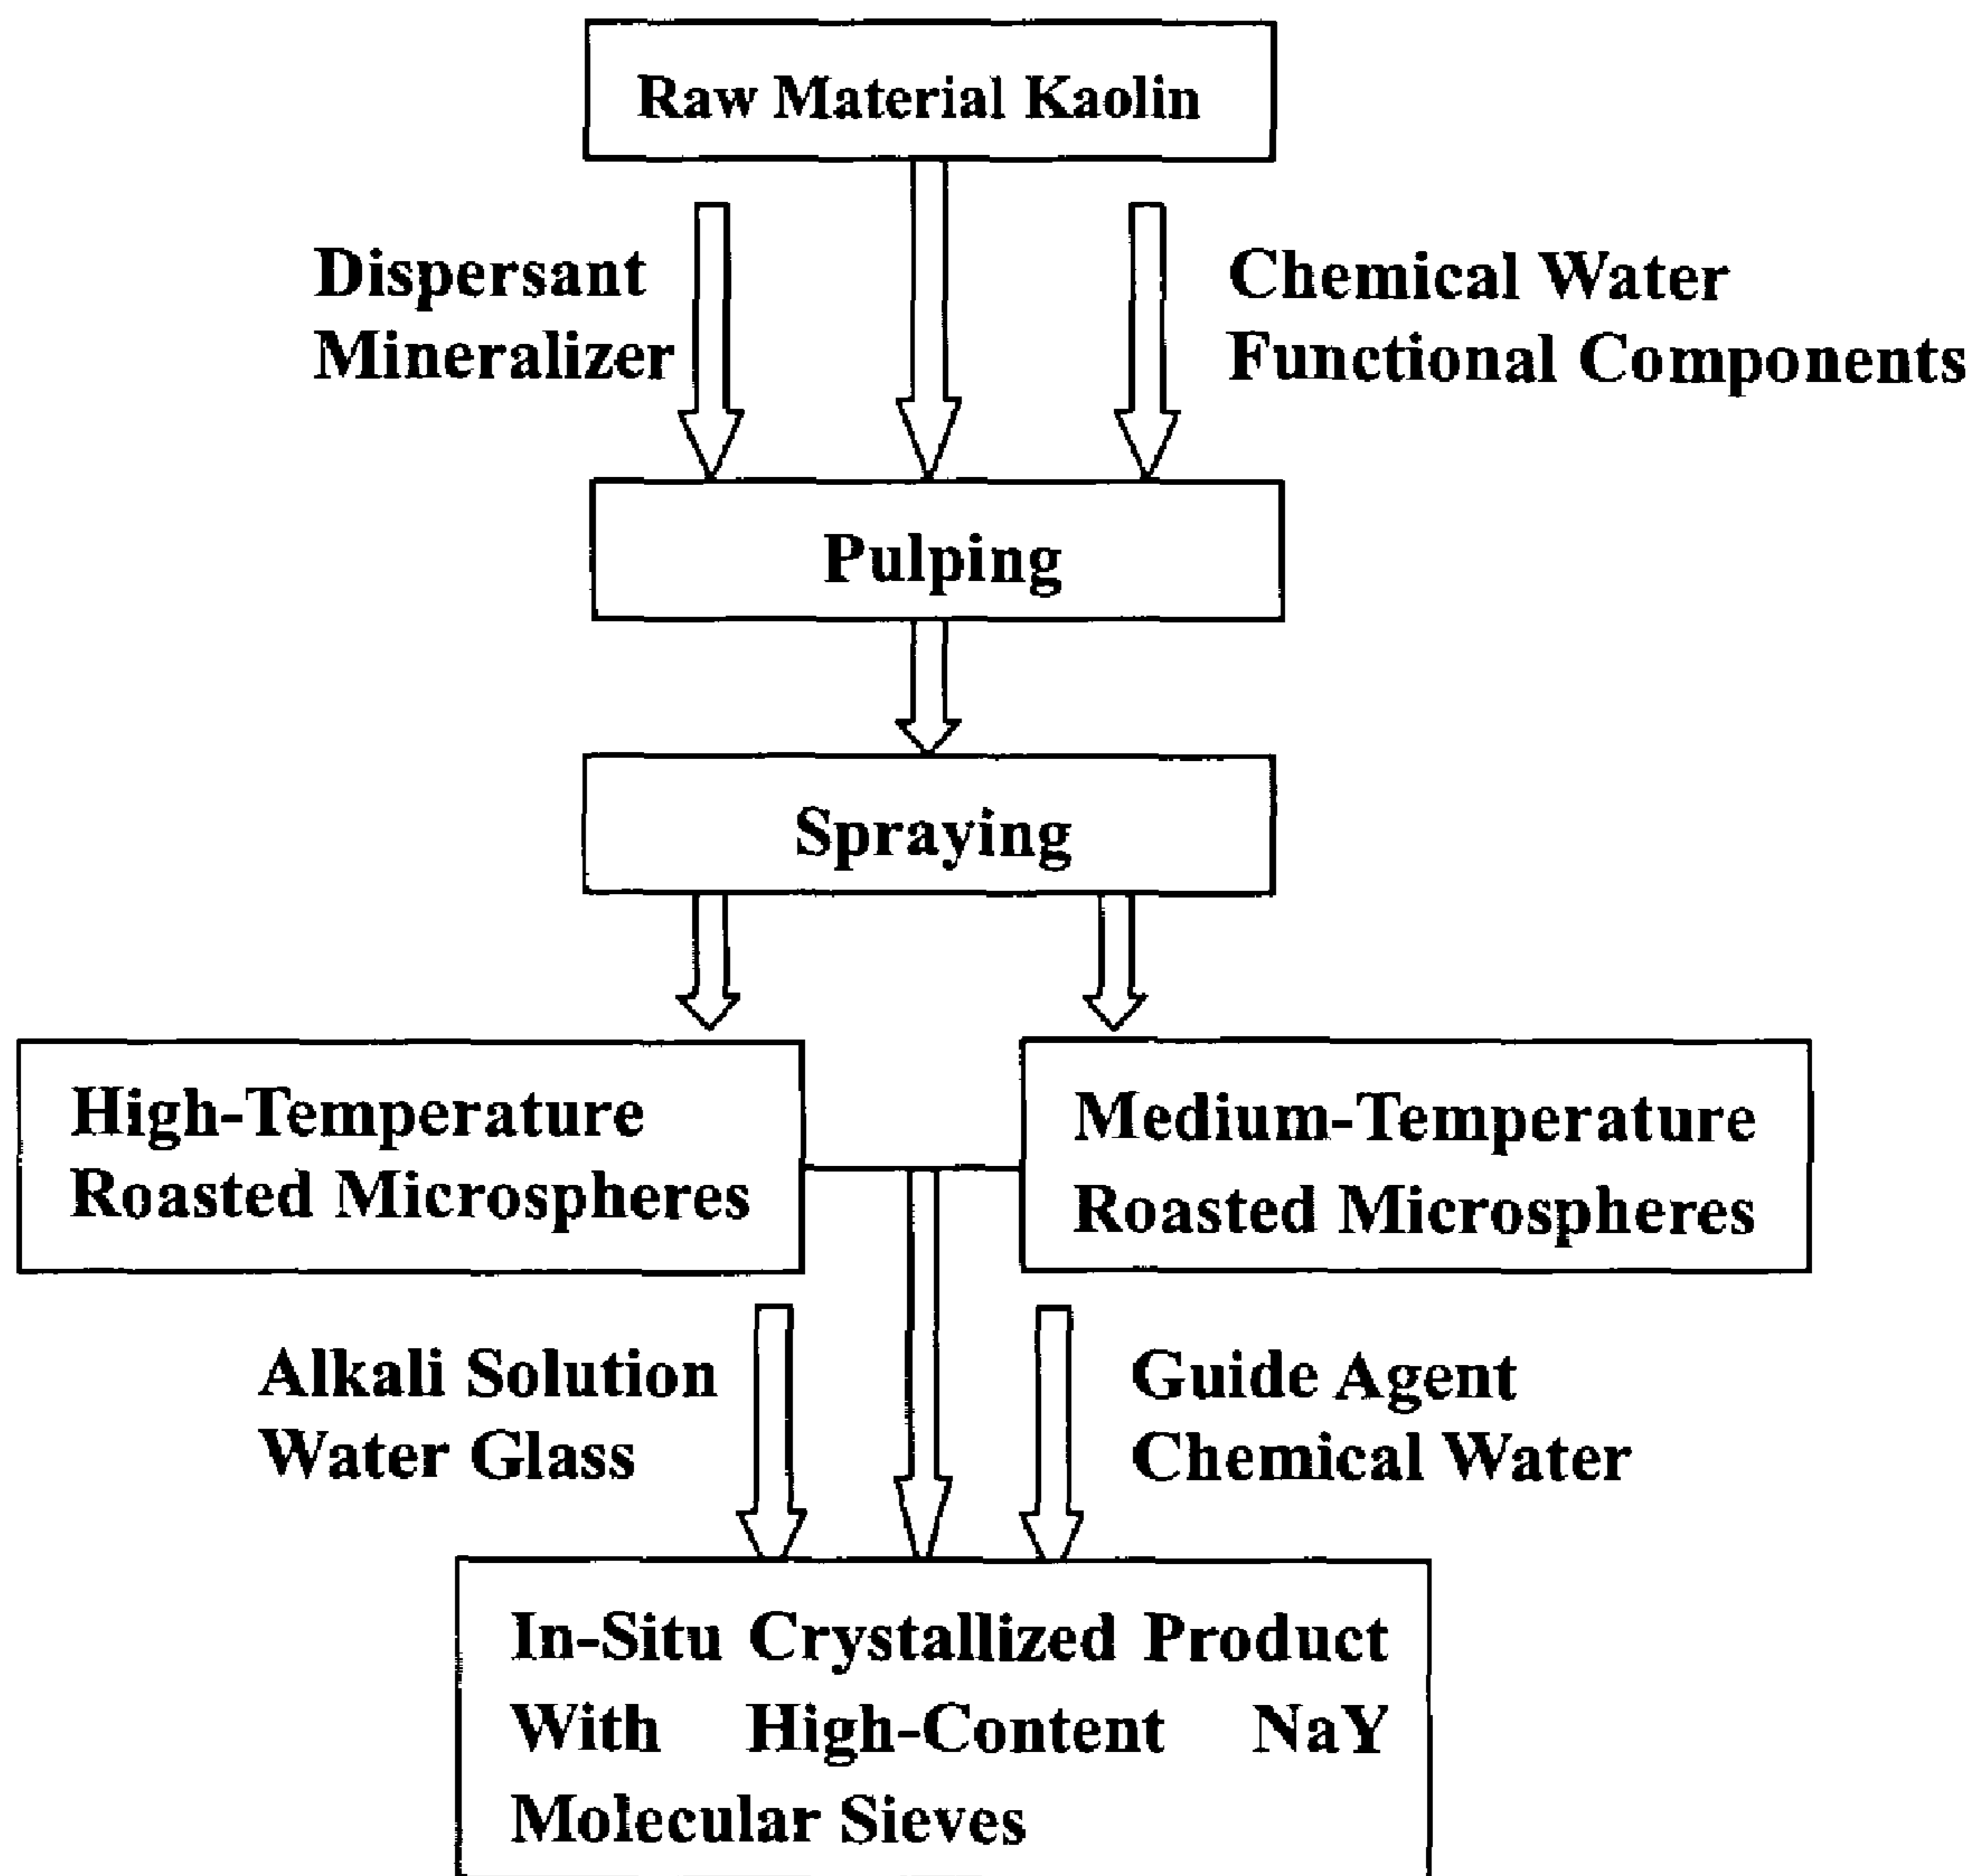 Raw Material Kaolin
Dispersant
Mineralizer
Chemical Water
Functional Components
Pulping
Spraying
High-Temperature
Roasted Microspheres
Medium-Temperature
Roasted Microspheres
Alkali Solution
Water Glass
Guide Agent
Chemical Water
In-Situ Crystallized Product
With High-Content NaY
Molecular Sieves